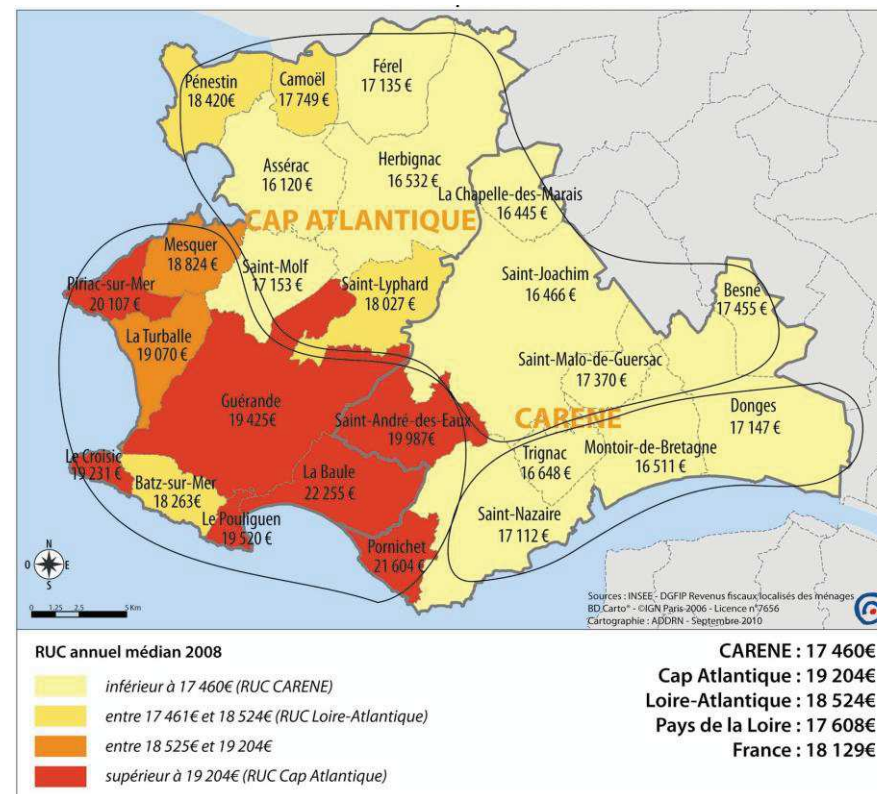 Pénestin
18 420€
Camoël
17 749 €
Férel
17 135 €
Assérac
16 120 €
Herbignac
16 532 €
La Chapelle-des-Marais
16 445 €
CAP ATLANTIQUE
Mesquer
18 824 €
Saint-Molf
17 153 €
Saint-Lyphard
18 027 €
Saint-Joachim
16 466 €
Besné
17 455 €
Piriac-sur-Mer
20 107 €
La Turballe
19 070 €
Saint-Malo-de-Guersac
17 370 €
Guérande
19 425 €
Saint-André-des-Eaux
19 987€
CARENE
Donges
17 147 €
Trignac
16 648 €
Montoir-de-Bretagne
16 511 €
Le Croisic
19 231 €
Batz-sur-Mer
18 263€
La Baule
22 255 €
Le Pouliguen
19 520 €
Saint-Nazaire
17 112 €
Pornichet
21 604 €
N
O E
S
0 1,25 2.5 5 Km
Sources : INSEE - DGFIP Revenus fiscaux localisés des ménages
BD Carto® - ©IGN Paris 2006 - Licence n°7656
Cartographie : ADDRN - Septembre 2010
RUC annuel médian 2008
inférieur à 17 460€ (RUC CARENE)
entre 17 461€ et 18 524€ (RUC Loire-Atlantique)
entre 18 525€ et 19 204€
supérieur à 19 204€ (RUC Cap Atlantique)
CARENE : 17 460€
Cap Atlantique : 19 204€
Loire-Atlantique : 18 524€
Pays de la Loire : 17 608€
France : 18 129€